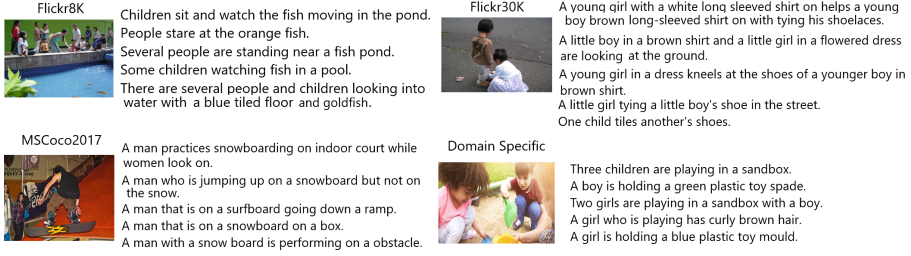 Flickr8K
Children sit and watch the fish moving in the pond.
People stare at the orange fish.
Several people are standing near a fish pond.
Some children watching fish in a pool.
There are several people and children looking into
water with a blue tiled floor and goldfish.
Flickr30K
A young girl with a white long sleeved shirt on helps a young
boy brown long-sleeved shirt on with tying his shoelaces.
A little boy in a brown shirt and a little girl in a flowered dress
are looking at the ground.
A young girl in a dress kneels at the shoes of a younger boy in
brown shirt.
A little girl tying a little boy's shoe in the street.
One child tiles another's shoes.
MSCoco2017
A man practices snowboarding on indoor court while
women look on.
A man who is jumping up on a snowboard but not on
the snow.
A man that is on a surfboard going down a ramp.
A man that is on a snowboard on a box.
A man with a snow board is performing on a obstacle.
Domain Specific
Three children are playing in a sandbox.
A boy is holding a green plastic toy spade.
Two girls are playing in a sandbox with a boy.
A girl who is playing has curly brown hair.
A girl is holding a blue plastic toy mould.